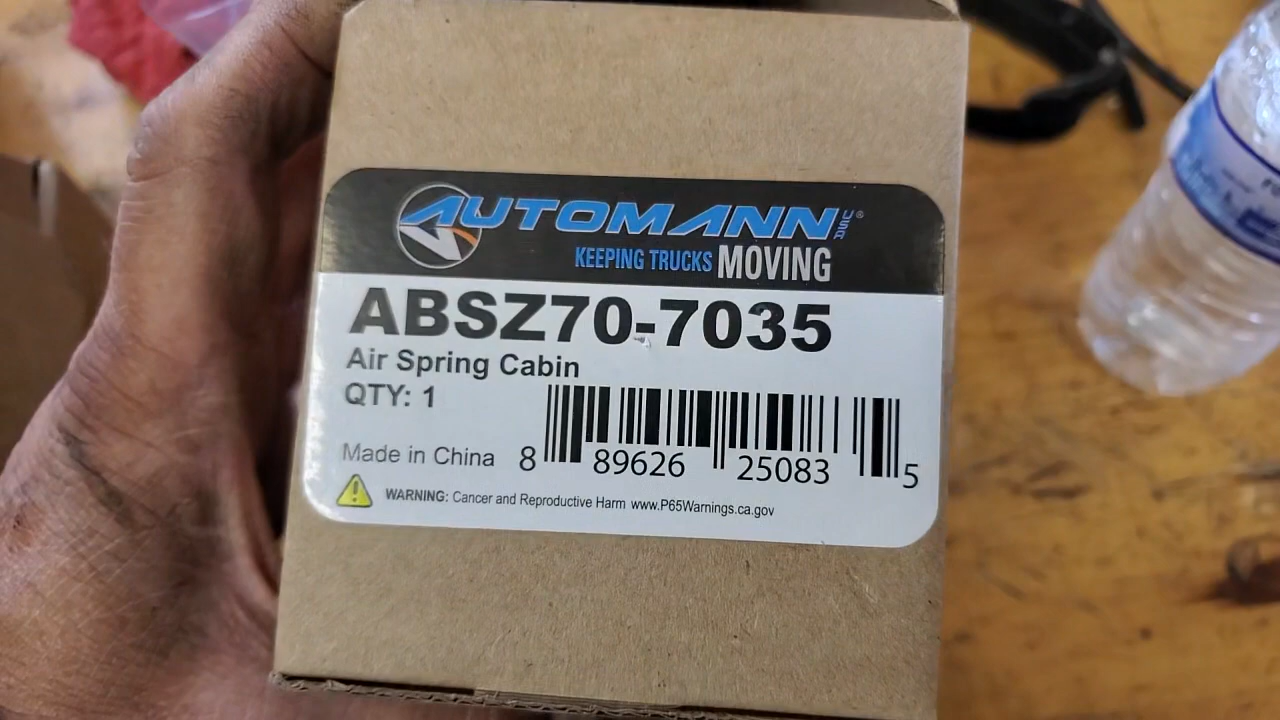 AUTOMANN USA®
KEEPING TRUCKS MOVING
ABSZ70-7035
Air Spring Cabin
QTY: 1
Made in China
8 89626 25083 5
WARNING: Cancer and Reproductive Harm www.P65Warnings.ca.gov